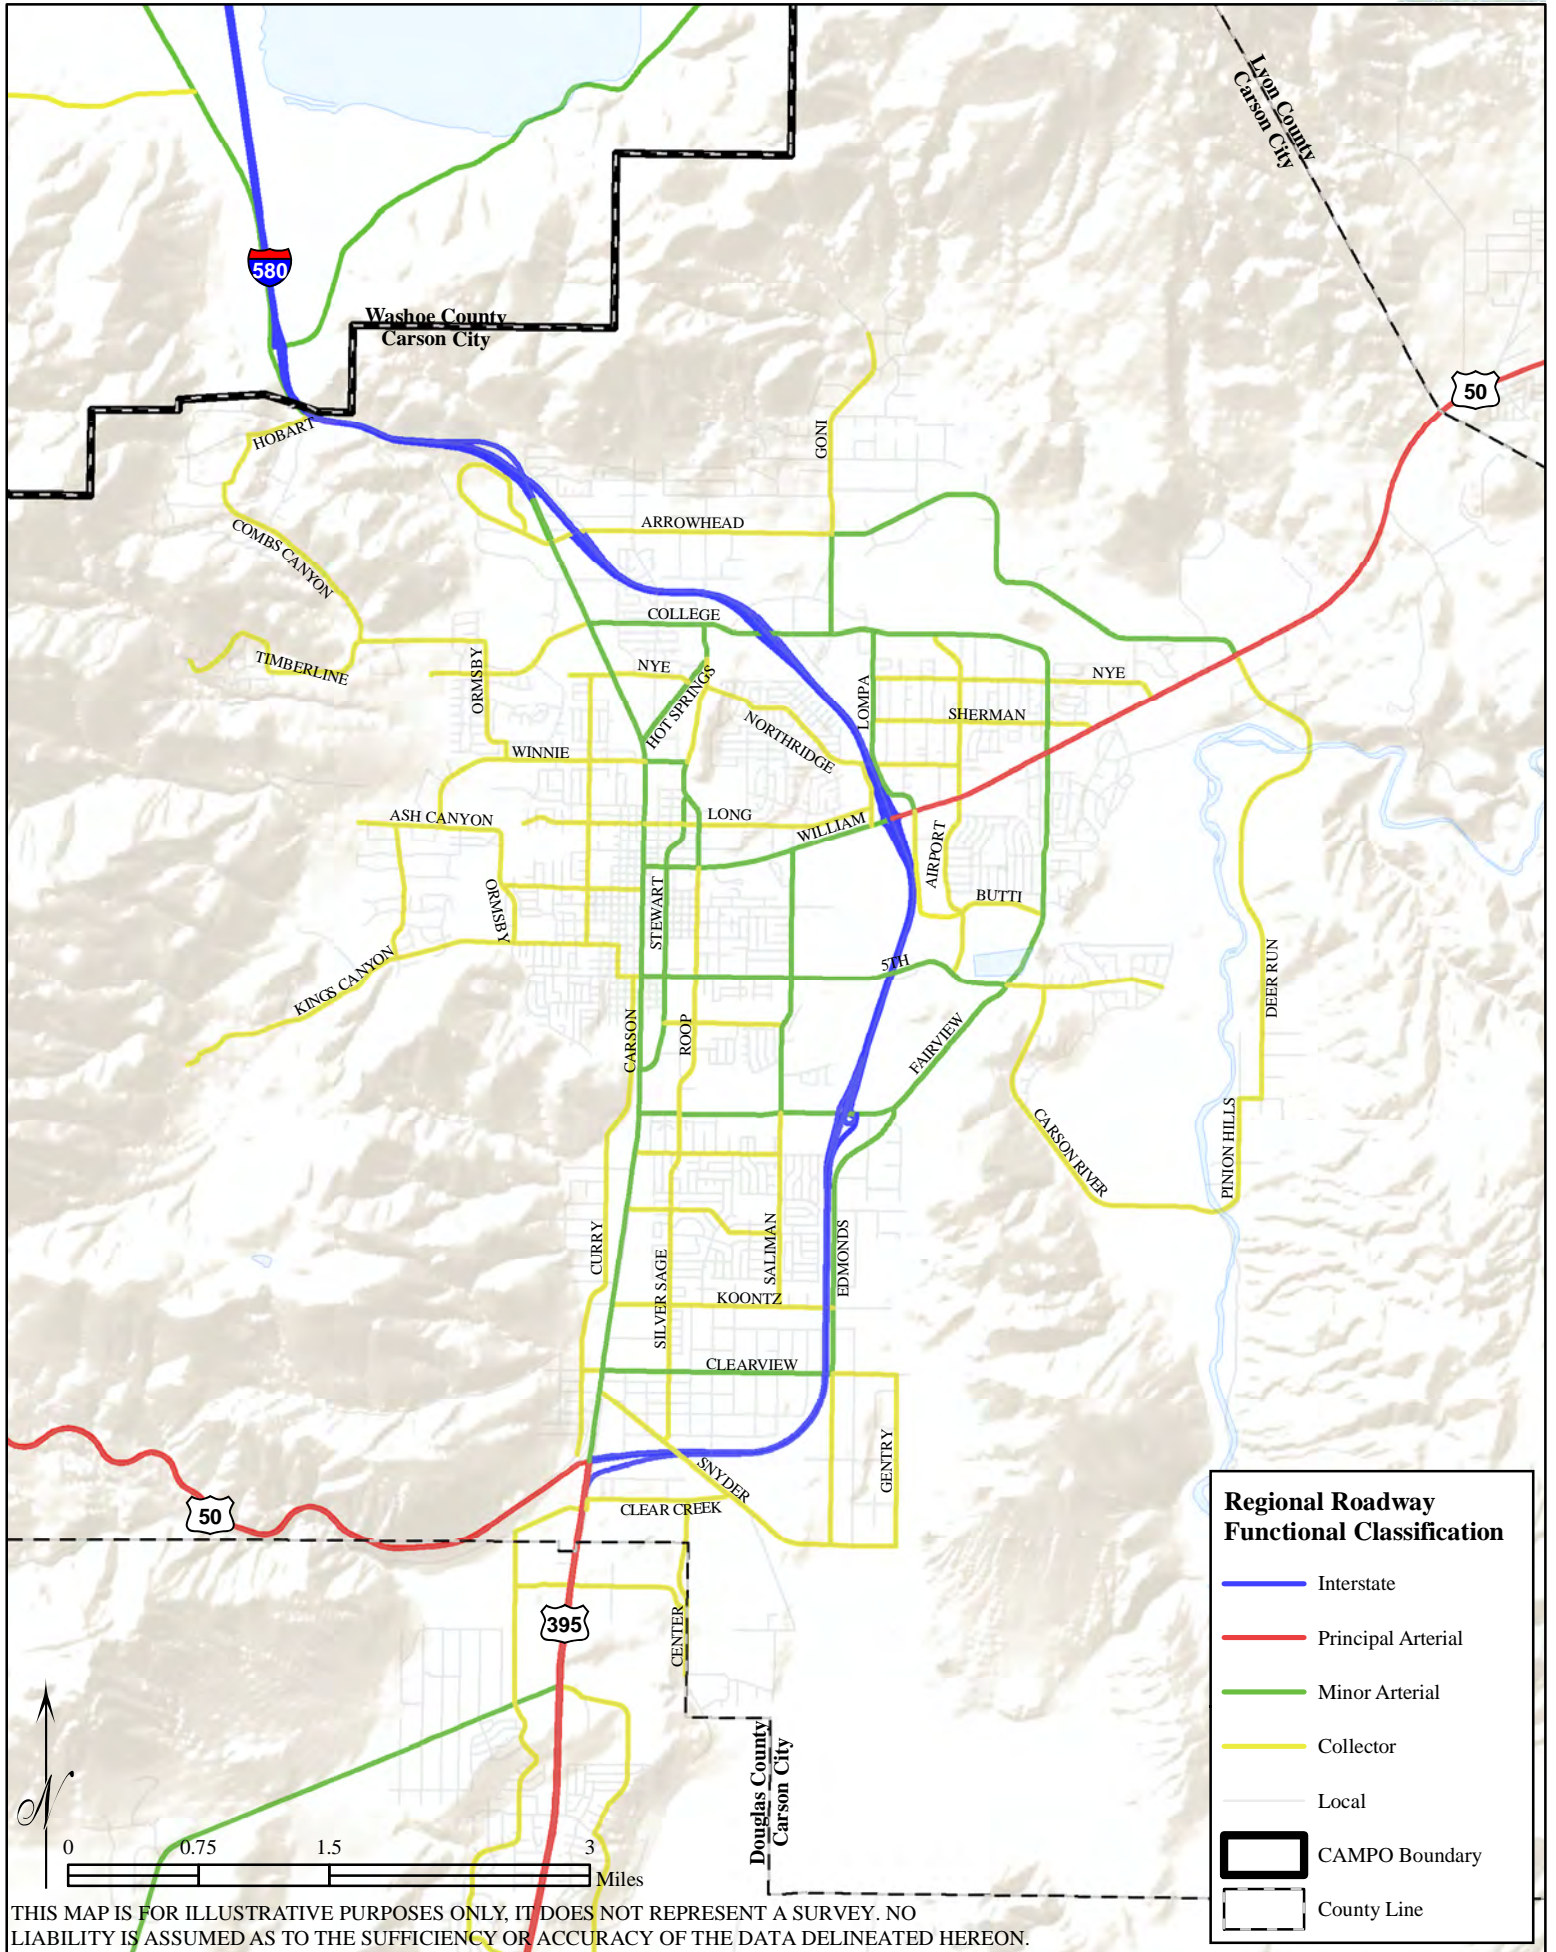 Lyon County
Carson City
580
Washoe County
Carson City
50
HOBART
GONI
ARROWHEAD
COMBS CANYON
COLLEGE
TIMBERLINE
ORMSBY
NYE
HOT SPRINGS
LOMPA
NYE
SHERMAN
NORTHRIDGE
WINNIE
ASH CANYON
LONG
WILLIAM
AIRPORT
ORMSBY
STEWART
BUTTI
KINGS CANYON
5TH
DEER RUN
CARSON
ROOP
FAIRVIEW
CARSON RIVER
PINION HILLS
CURRY
SILVER SAGE
SALIMAN
EDMONDS
KOONTZ
CLEARVIEW
GENTRY
SNYDER
CLEAR CREEK
50
395
CENTER
Douglas County
Carson City
Regional Roadway
Functional Classification
Interstate
Principal Arterial
Minor Arterial
Collector
Local
CAMPO Boundary
County Line
N
0 0.75 1.5 3
Miles
THIS MAP IS FOR ILLUSTRATIVE PURPOSES ONLY, IT DOES NOT REPRESENT A SURVEY. NO
LIABILITY IS ASSUMED AS TO THE SUFFICIENCY OR ACCURACY OF THE DATA DELINEATED HEREON.